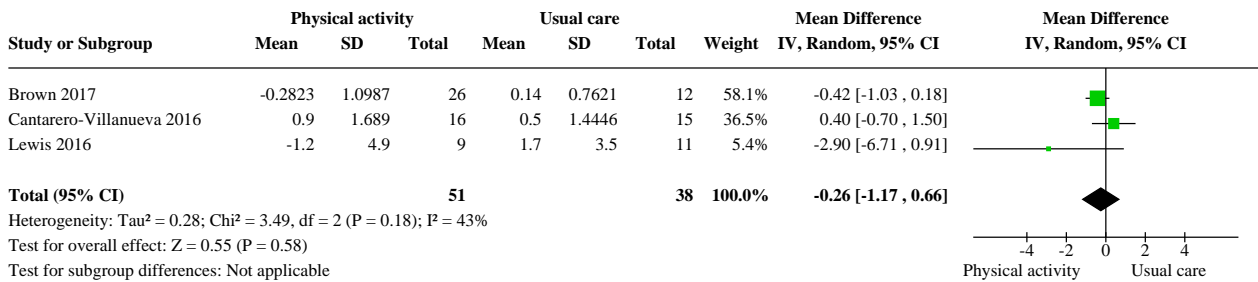 Physical activity Usual care Mean Difference Mean Difference
Study or Subgroup Mean SD Total Mean SD Total Weight IV, Random, 95% CI IV, Random, 95% CI
Brown 2017 -0.2823 1.0987 26 0.14 0.7621 12 58.1% -0.42 [-1.03 , 0.18]
Cantarero-Villanueva 2016 0.9 1.689 16 0.5 1.4446 15 36.5% 0.40 [-0.70 , 1.50]
Lewis 2016 -1.2 4.9 9 1.7 3.5 11 5.4% -2.90 [-6.71 , 0.91]
Total (95% CI) 51 38 100.0% -0.26 [-1.17 , 0.66]
Heterogeneity: Tau² = 0.28; Chi² = 3.49, df = 2 (P = 0.18); I² = 43%
Test for overall effect: Z = 0.55 (P = 0.58) -4 -2 0 2 4
Test for subgroup differences: Not applicable Physical activity Usual care